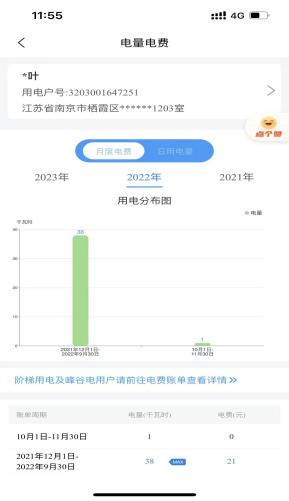 11:55
4G
电量电费
*叶
用电户号:3203001647251
江苏省南京市栖霞区******1203室
点个赞
月度电费
日用电量
2023年
2022年
2021年
用电分布图
千瓦时
电量
40
30
20
10
0
38
1
2021年12月1日-
2022年9月30日
10月1日-
11月30日
阶梯用电及峰谷电用户请前往电费账单查看详情>>
账单周期
电量(千瓦时)
电费(元)
10月1日-11月30日
1
0
2021年12月1日-
2022年9月30日
38
MAX
21